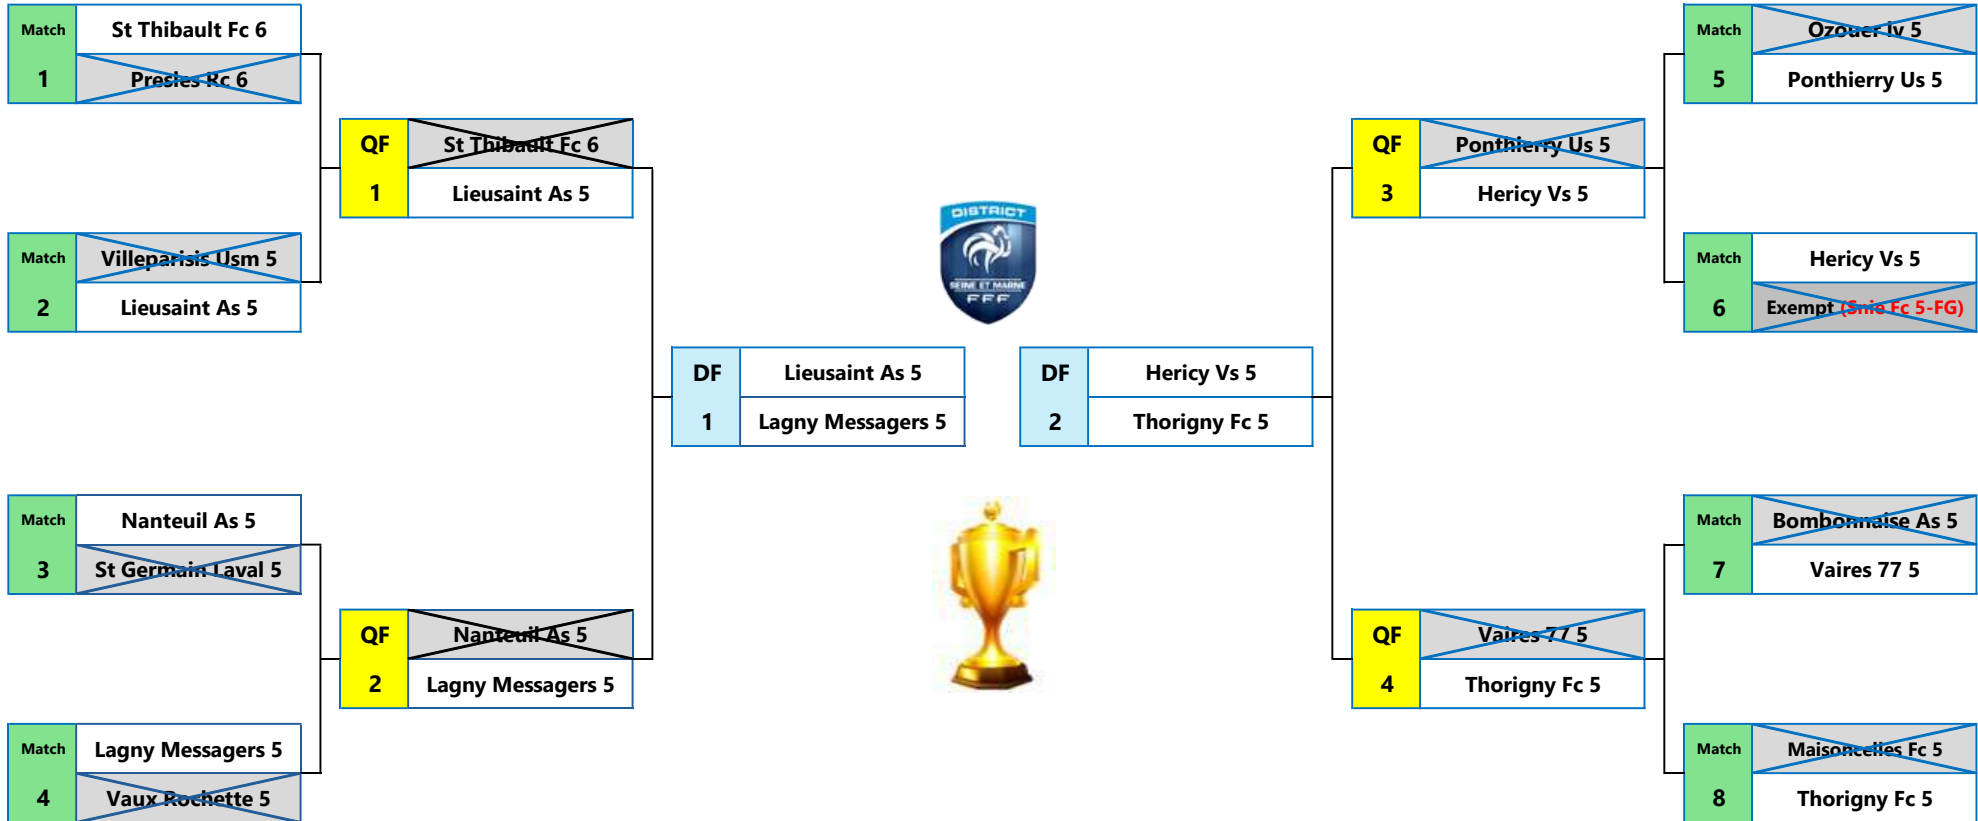 Match
1
St Thibault Fc 6
Presles Rc 6
QF
1
St Thibault Fc 6
Lieusaint As 5
Match
2
Villeparisis Usm 5
Lieusaint As 5
DF
1
Lieusaint As 5
Lagny Messagers 5
Match
3
Nanteuil As 5
St Germain Laval 5
QF
2
Nanteuil As 5
Lagny Messagers 5
Match
4
Lagny Messagers 5
Vaux Rochette 5
DISTRICT
SEINE ET MARNE
FFF
DF
2
Hericy Vs 5
Thorigny Fc 5
QF
3
Ponthierry Us 5
Hericy Vs 5
QF
4
Vaires 77 5
Thorigny Fc 5
Match
5
Ozouer lv 5
Ponthierry Us 5
Match
6
Hericy Vs 5
Exempt (Snie Fc 5-FG)
Match
7
Bombonnaise As 5
Vaires 77 5
Match
8
Maisoncelles Fc 5
Thorigny Fc 5